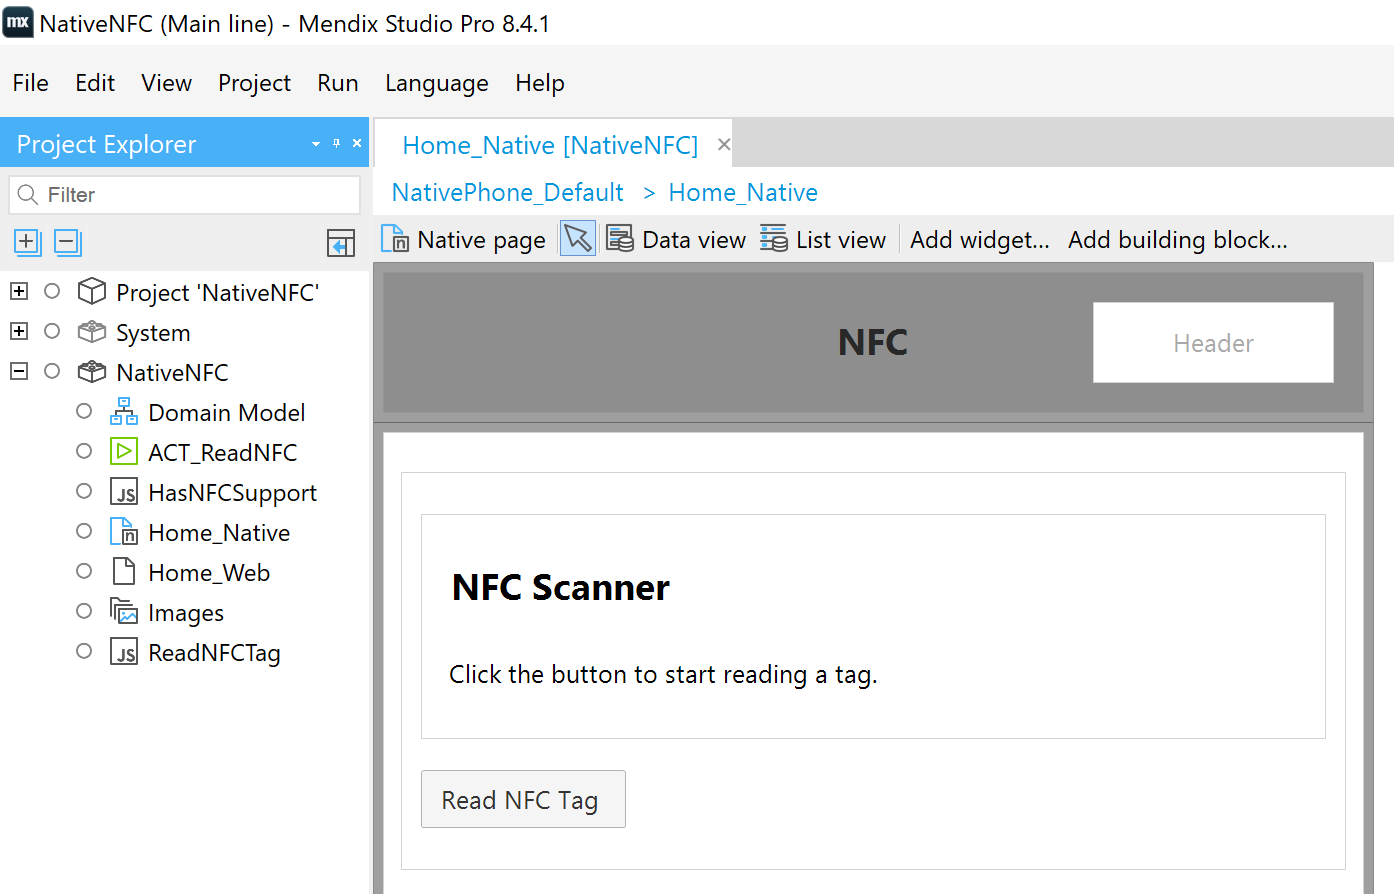 mx NativeNFC (Main line) - Mendix Studio Pro 8.4.1
File Edit View Project Run Language Help
Project Explorer
Home_Native [NativeNFC]
Filter
NativePhone_Default > Home_Native
Native page Data view List view Add widget... Add building block...
Project 'NativeNFC'
System
NativeNFC
Domain Model
ACT_ReadNFC
JS HasNFCSupport
n Home_Native
Home_Web
Images
JS ReadNFCTag
NFC
Header
NFC Scanner
Click the button to start reading a tag.
Read NFC Tag